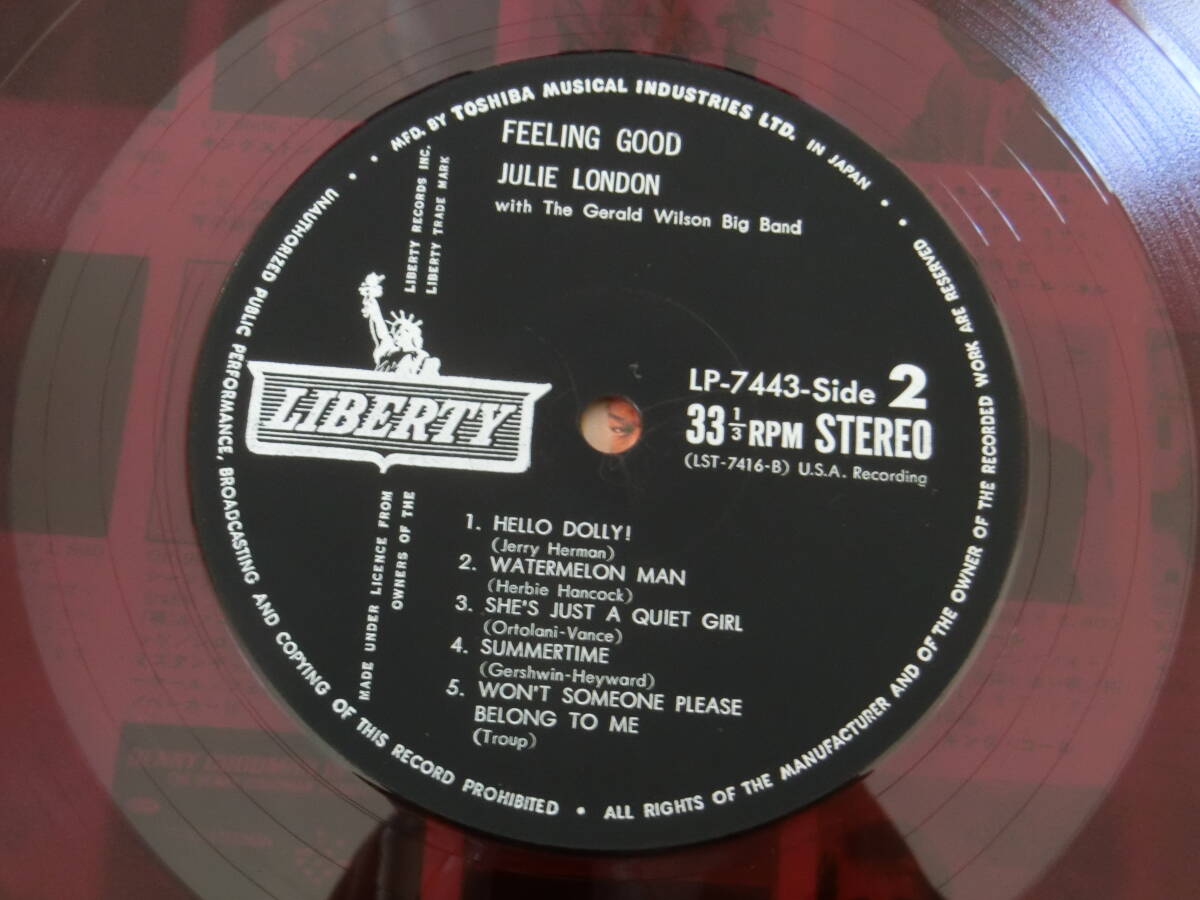 MFD. BY TOSHIBA MUSICAL INDUSTRIES LTD. IN JAPAN •
• ALL RIGHTS OF THE MANUFACTURER AND OF THE OWNER OF THE RECORDED WORK ARE RESERVED •
UNAUTHORIZED PUBLIC PERFORMANCE, BROADCASTING AND COPYING OF THIS RECORD PROHIBITED
FEELING GOOD
JULIE LONDON
with The Gerald Wilson Big Band
LIBERTY RECORDS INC.
LIBERTY TRADE MARK
LIBERTY
MADE UNDER LICENCE FROM
OWNERS OF THE
LP-7443-Side 2
33 1/3 RPM STEREO
(LST-7416-B) U.S.A. Recording
1. HELLO DOLLY!
(Jerry Herman)
2. WATERMELON MAN
(Herbie Hancock)
3. SHE'S JUST A QUIET GIRL
(Ortolani-Vance)
4. SUMMERTIME
(Gershwin-Heyward)
5. WON'T SOMEONE PLEASE
BELONG TO ME
(Troup)